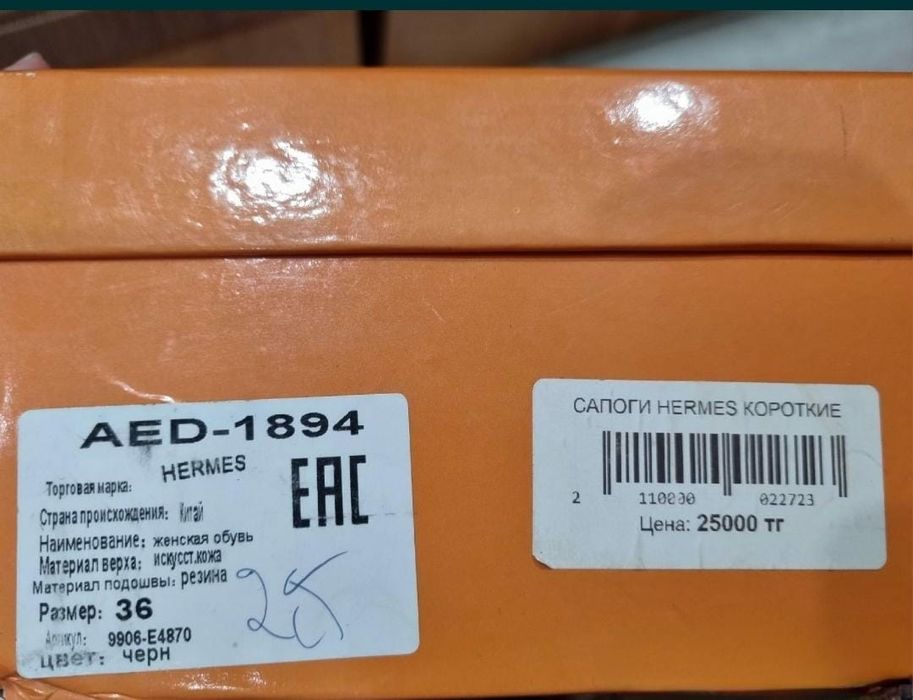 AED-1894
Торговая марка: HERMES
EAC
Страна происхождения: Китай
Наименование: женская обувь
Материал верха: искусст.кожа
Материал подошвы: резина
Размер: 36
Артикул: 9906-E4870
цвет: черн
САПОГИ HERMES КОРОТКИЕ
2 110200 022723
Цена: 25000 тг